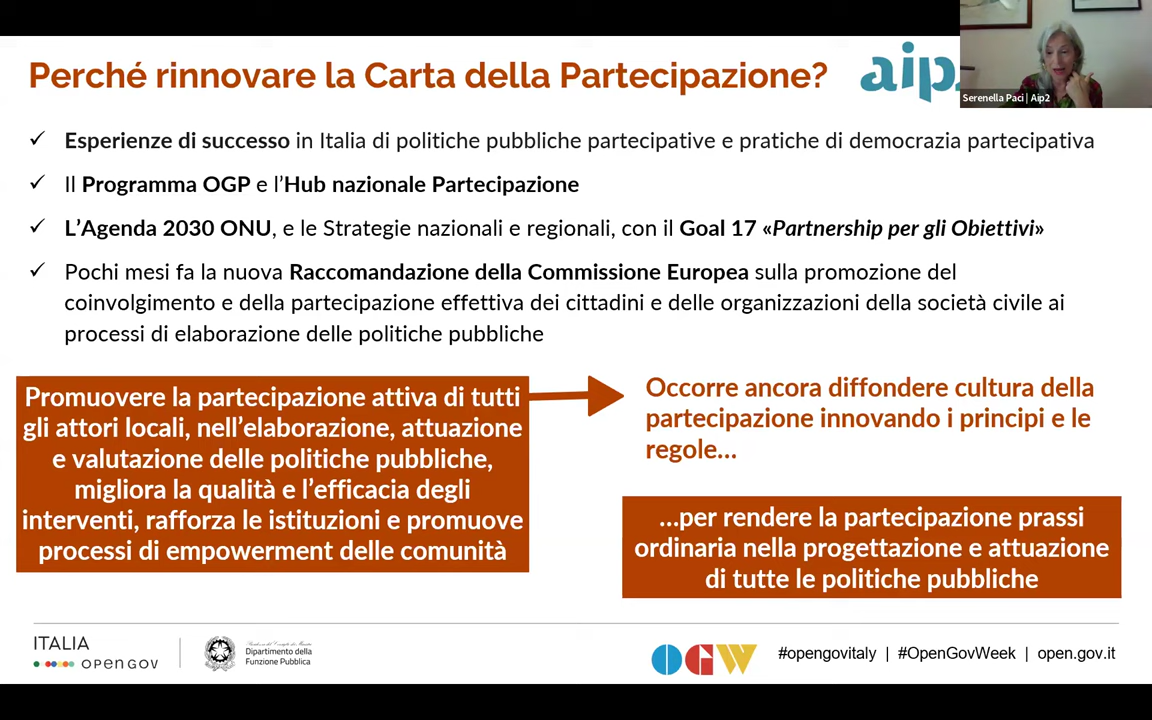 Perché rinnovare la Carta della Partecipazione?
aip2
Serenella Paci | Aip2
✓ Esperienze di successo in Italia di politiche pubbliche partecipative e pratiche di democrazia partecipativa
✓ Il Programma OGP e l’Hub nazionale Partecipazione
✓ L’Agenda 2030 ONU, e le Strategie nazionali e regionali, con il Goal 17 «Partnership per gli Obiettivi»
✓ Pochi mesi fa la nuova Raccomandazione della Commissione Europea sulla promozione del
coinvolgimento e della partecipazione effettiva dei cittadini e delle organizzazioni della società civile ai
processi di elaborazione delle politiche pubbliche
Promuovere la partecipazione attiva di tutti
gli attori locali, nell’elaborazione, attuazione
e valutazione delle politiche pubbliche,
migliora la qualità e l’efficacia degli
interventi, rafforza le istituzioni e promuove
processi di empowerment delle comunità
Occorre ancora diffondere cultura della
partecipazione innovando i principi e le
regole…
…per rendere la partecipazione prassi
ordinaria nella progettazione e attuazione
di tutte le politiche pubbliche
ITALIA
opengov
Dipartimento della
Funzione Pubblica
OGW
#opengovitaly | #OpenGovWeek | open.gov.it